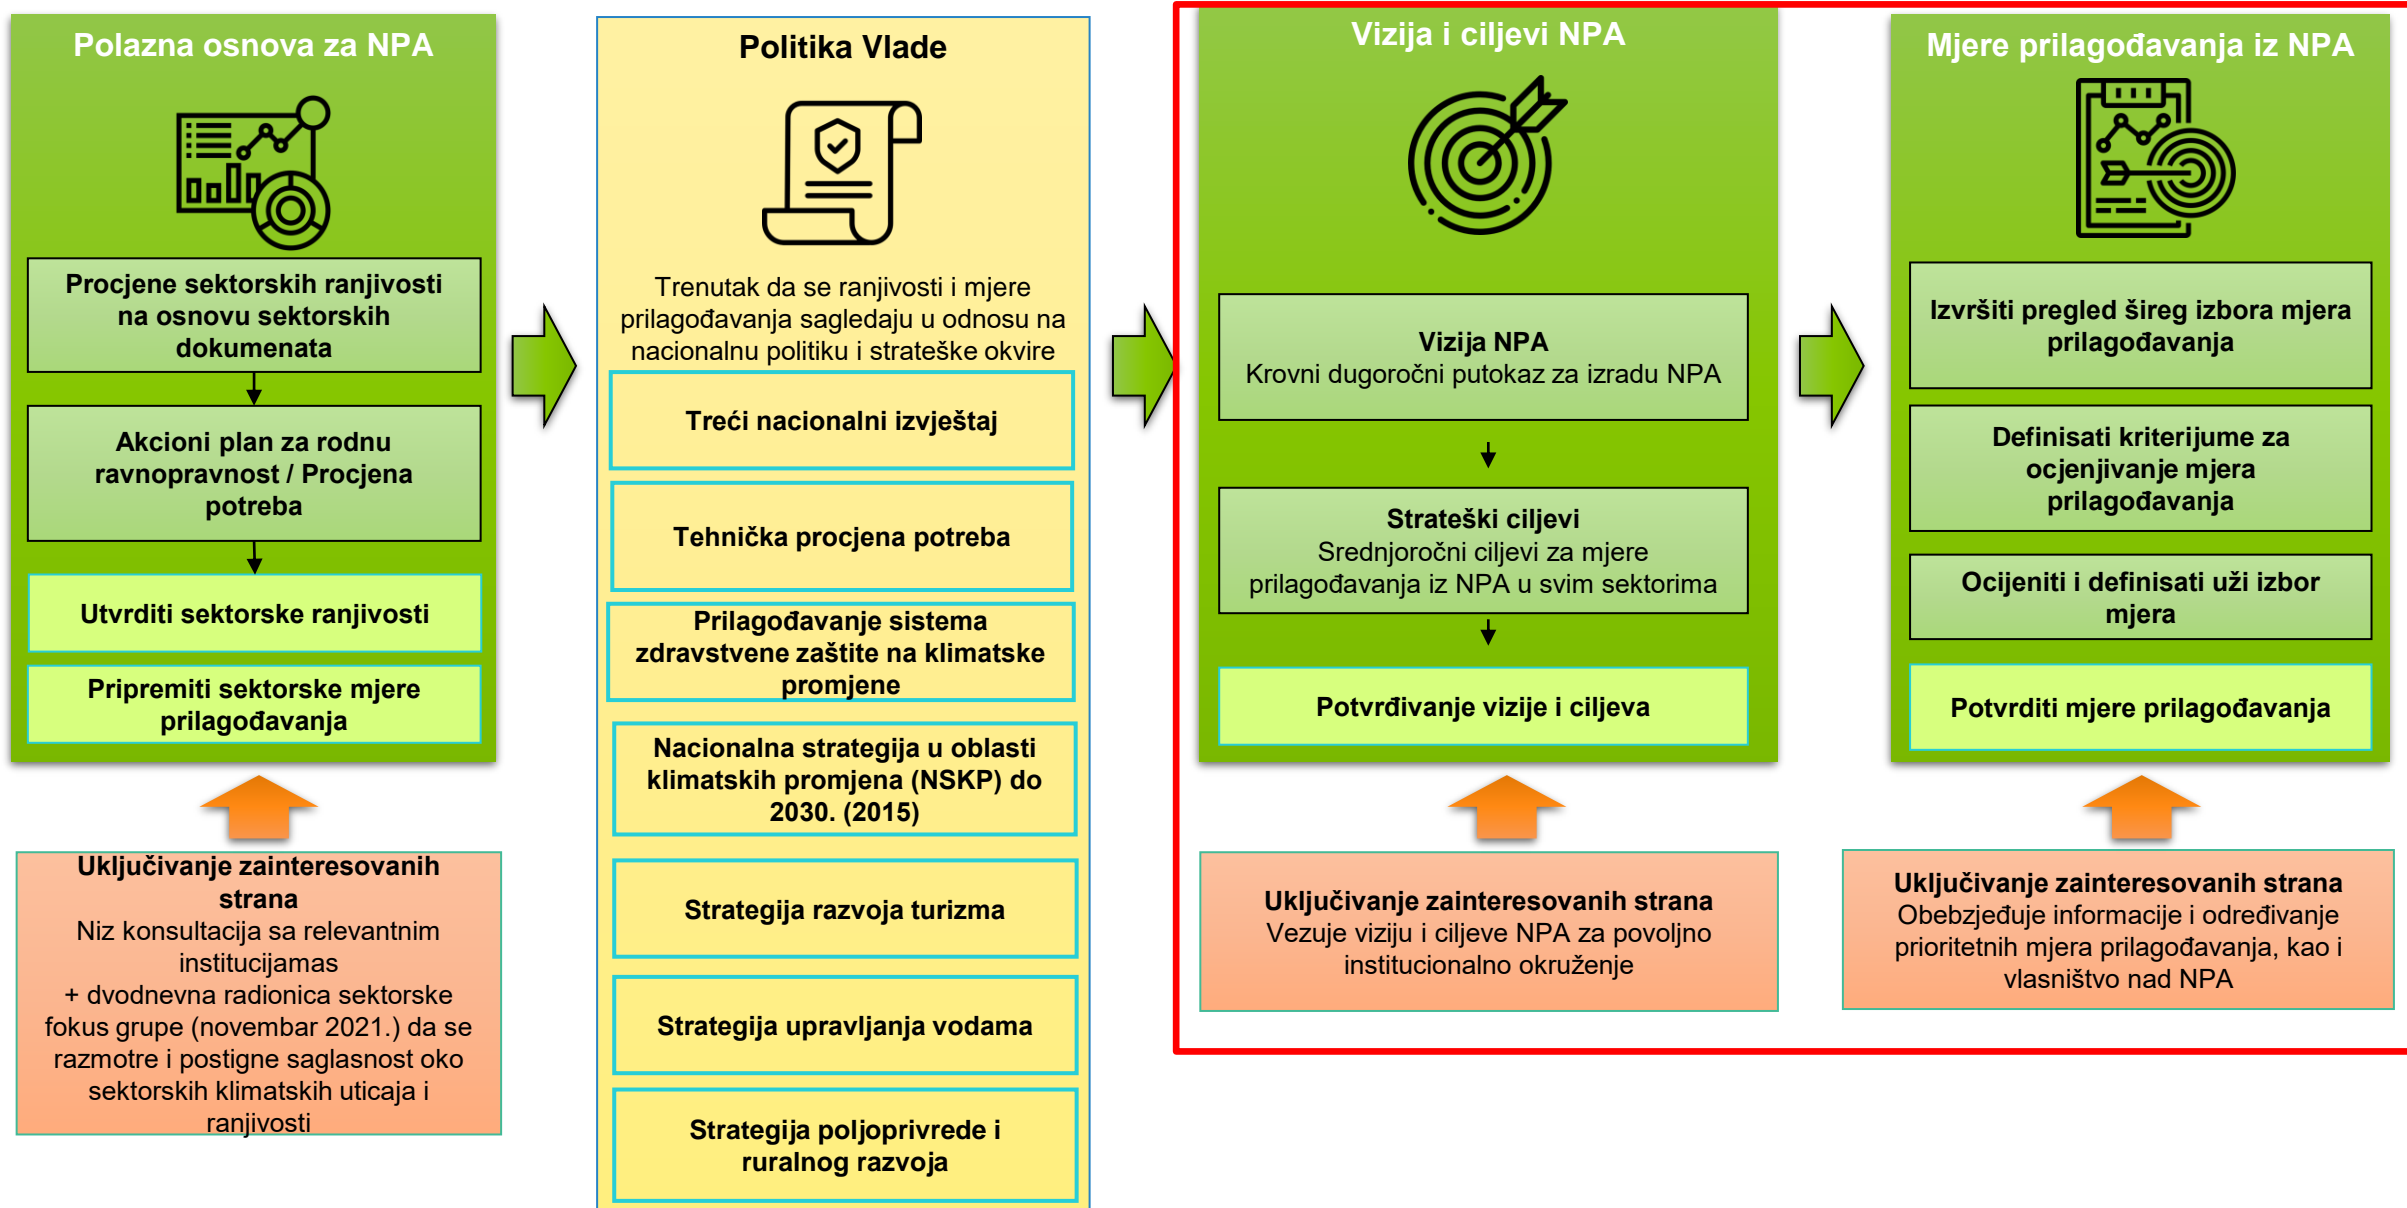 Polazna osnova za NPA
Procjene sektorskih ranjivosti
na osnovu sektorskih
dokumenata
Akcioni plan za rodnu
ravnopravnost / Procjena
potreba
Utvrditi sektorske ranjivosti
Pripremiti sektorske mjere
prilagođavanja
Uključivanje zainteresovanih
strana
Niz konsultacija sa relevantnim
institucijamas
+ dvodnevna radionica sektorske
fokus grupe (novembar 2021.) da se
razmotre i postigne saglasnost oko
sektorskih klimatskih uticaja i
ranjivosti
Politika Vlade
Trenutak da se ranjivosti i mjere
prilagođavanja sagledaju u odnosu na
nacionalnu politiku i strateške okvire
Treći nacionalni izvještaj
Tehnička procjena potreba
Prilagođavanje sistema
zdravstvene zaštite na klimatske
promjene
Nacionalna strategija u oblasti
klimatskih promjena (NSKP) do
2030. (2015)
Strategija razvoja turizma
Strategija upravljanja vodama
Strategija poljoprivrede i
ruralnog razvoja
Vizija i ciljevi NPA
Vizija NPA
Krovni dugoročni putokaz za izradu NPA
Strateški ciljevi
Srednjoročni ciljevi za mjere
prilagođavanja iz NPA u svim sektorima
Potvrđivanje vizije i ciljeva
Uključivanje zainteresovanih strana
Vezuje viziju i ciljeve NPA za povoljno
institucionalno okruženje
Mjere prilagođavanja iz NPA
Izvršiti pregled šireg izbora mjera
prilagođavanja
Definisati kriterijume za
ocjenjivanje mjera
prilagođavanja
Ocijeniti i definisati uži izbor
mjera
Potvrditi mjere prilagođavanja
Uključivanje zainteresovanih strana
Obebzjeđuje informacije i određivanje
prioritetnih mjera prilagođavanja, kao i
vlasništvo nad NPA